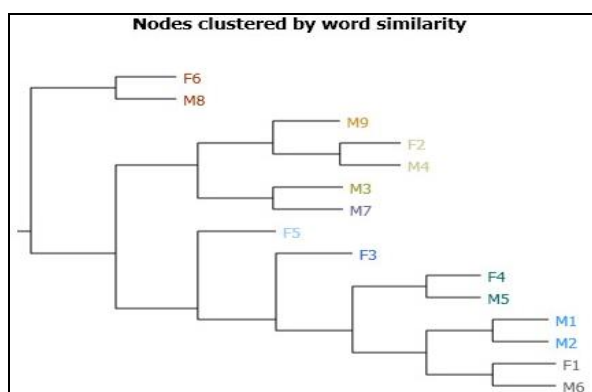 Nodes clustered by word similarity
F6
M8
M9
F2
M4
M3
M7
F5
F3
F4
M5
M1
M2
F1
M6